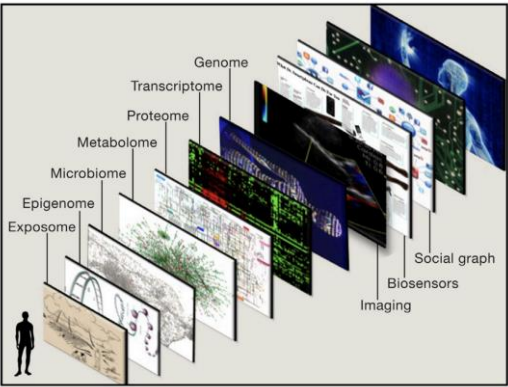 Genome
Transcriptome
Proteome
Metabolome
Microbiome
Epigenome
Exposome
Social graph
Biosensors
Imaging